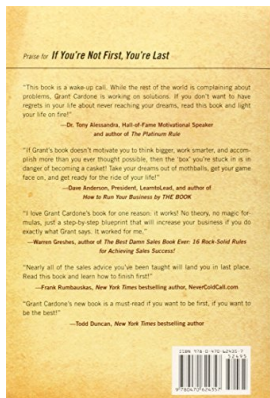 Praise for If You're Not First, You're Last
"This book is a wake-up call. While the rest of the world is complaining about
problems, Grant Cardone is working on solutions. If you don't want to have
regrets in your life about never reaching your dreams, read this book and light
your life on fire!"
—Dr. Tony Alessandra, Hall-of-Fame Motivational Speaker
and author of The Platinum Rule
"If Grant's book doesn't motivate you to think bigger, work smarter, and accom-
plish more than you ever thought possible, then the 'box' you're stuck in is in
danger of becoming a casket! Take your dreams out of mothballs, get your game
face on, and get ready for the ride of your life!"
—Dave Anderson, President, LearntoLead, and author of
How to Run Your Business by THE BOOK
"I love Grant Cardone's book for one reason: it works! No theory, no magic for-
mulas, just a step-by-step blueprint that will increase your business if you do
exactly what Grant says. It worked for me."
—Warren Greshes, author of The Best Damn Sales Book Ever: 16 Rock-Solid Rules
for Achieving Sales Success!
"Nearly all of the sales advice you've been taught will land you in last place.
Read this book and learn how to finish first!"
—Frank Rumbauskas, New York Times bestselling author, NeverColdCall.com
"Grant Cardone's new book is a must-read if you want to be first, if you want to
be the best!"
—Todd Duncan, New York Times bestselling author
ISBN 978-0-470-62435-7
52495
9 780470 624357